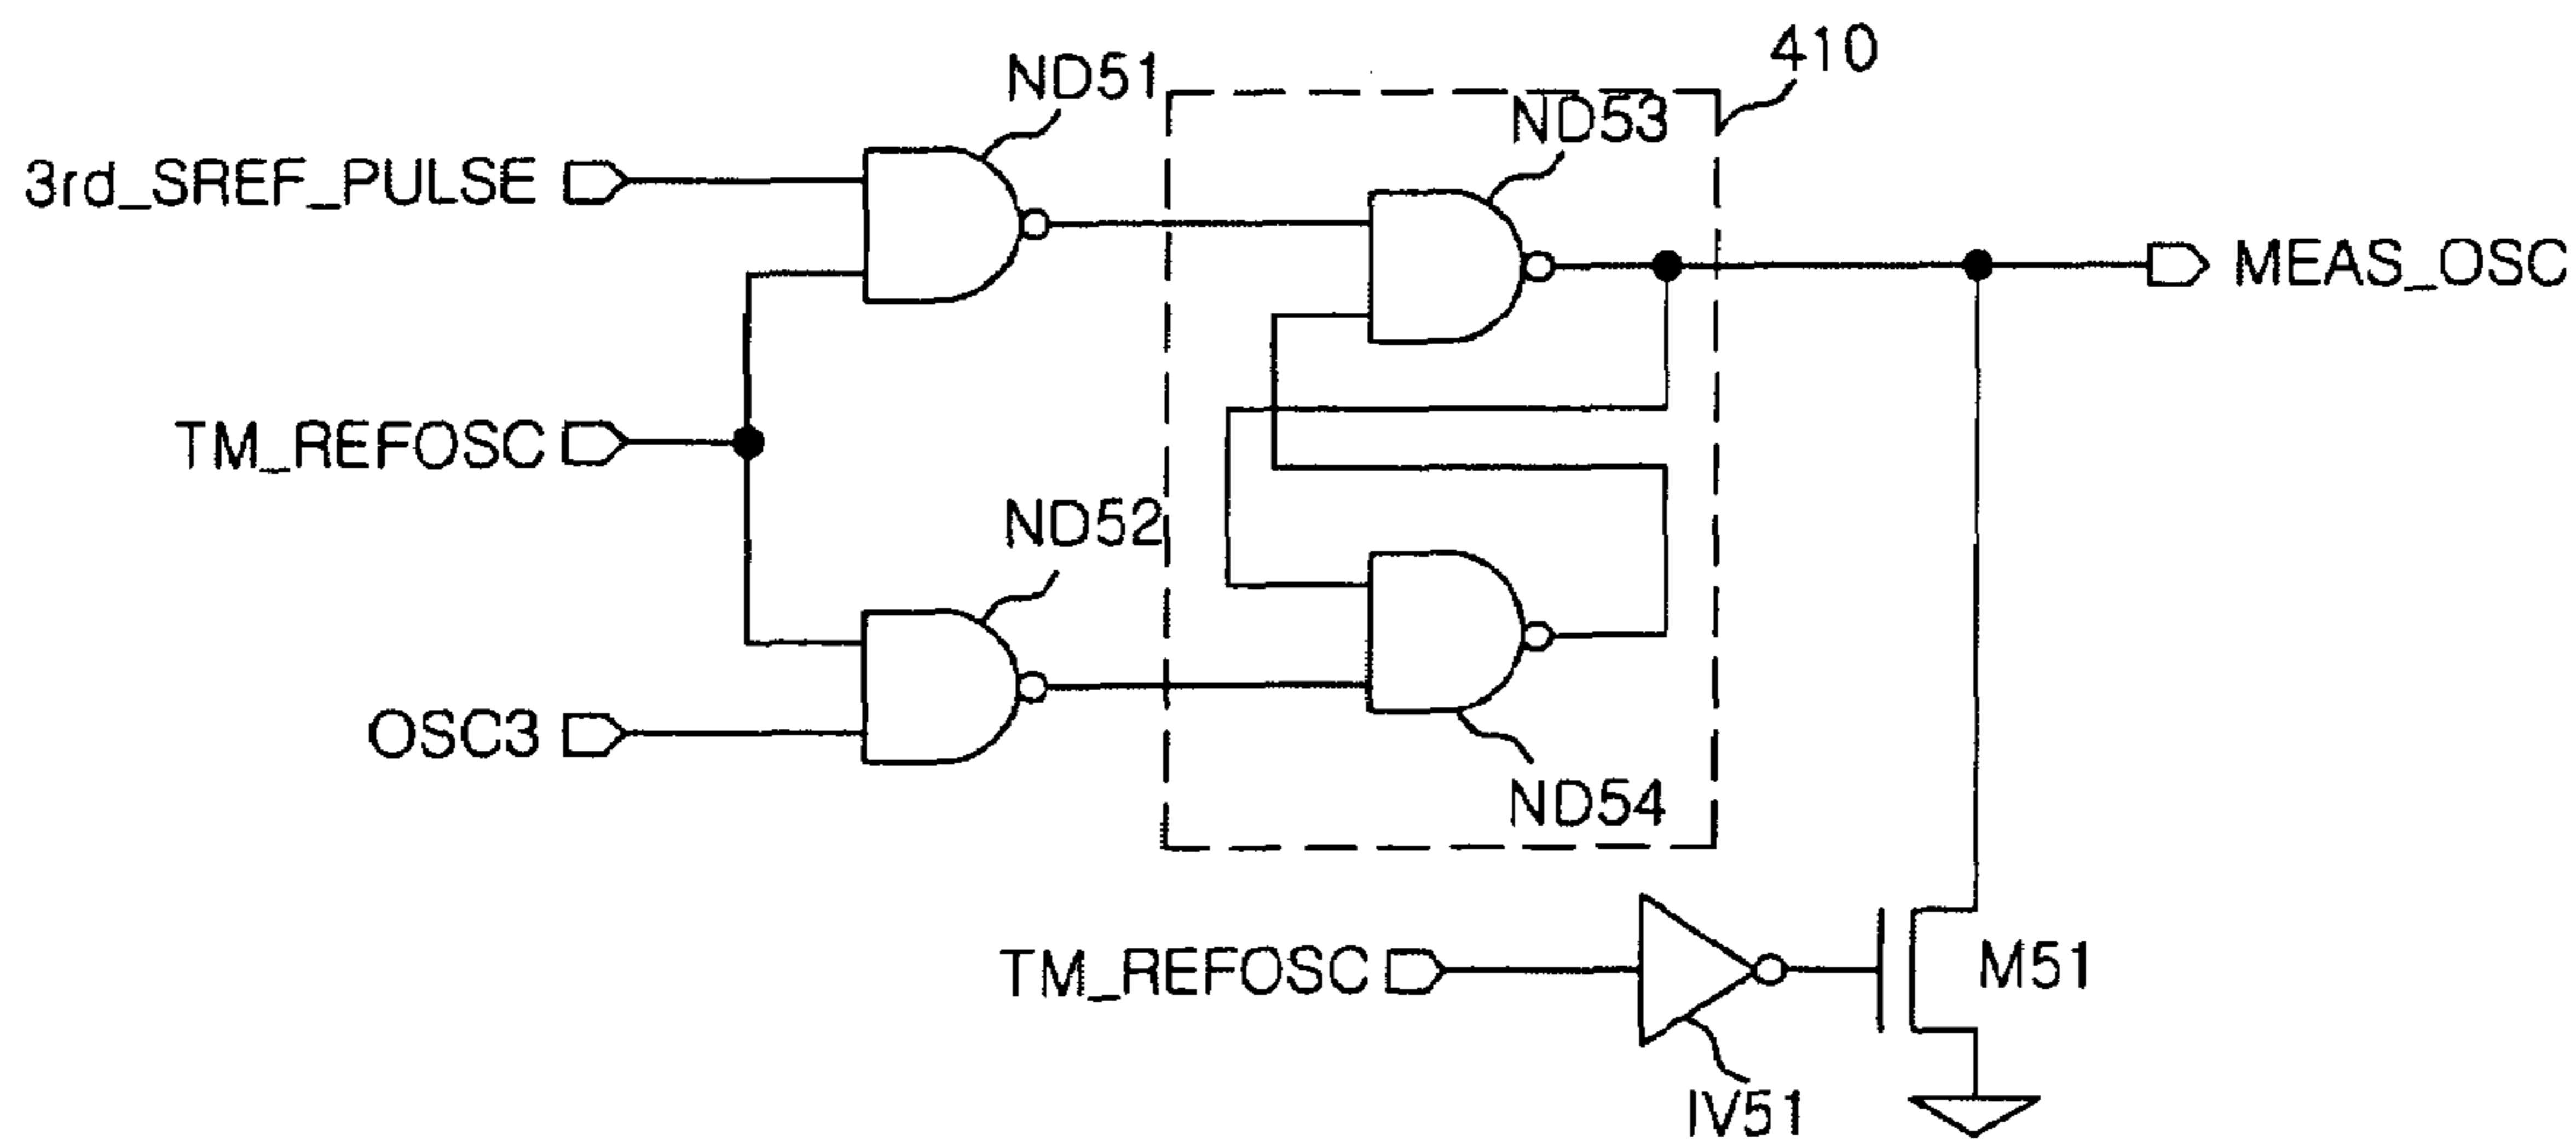 410
ND51
ND53
3rd_SREF_PULSE
MEAS_OSC
TM_REFOSC
ND52
OSC3
ND54
TM_REFOSC
M51
IV51